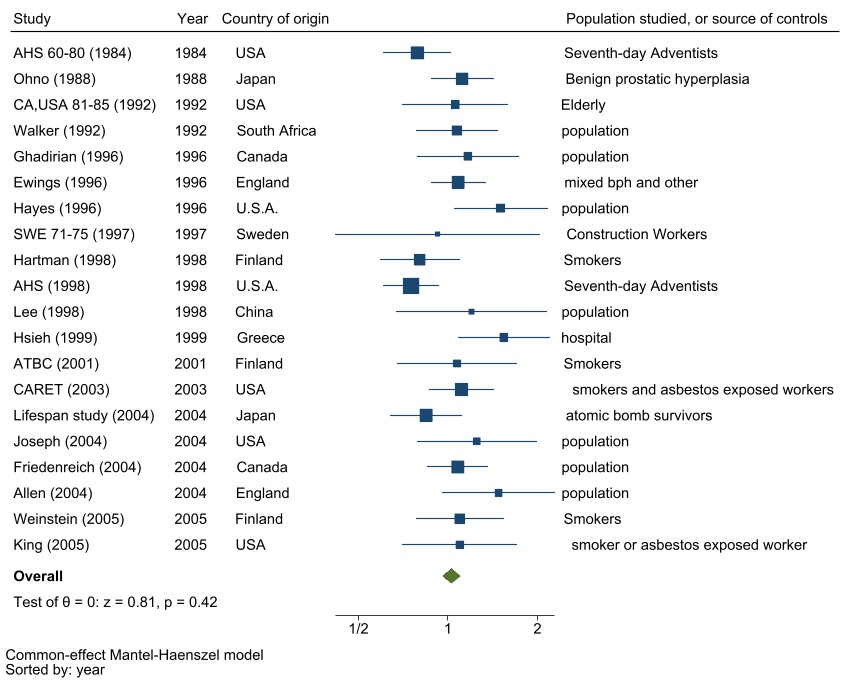 Study Year Country of origin Population studied, or source of controls
AHS 60-80 (1984) 1984 USA Seventh-day Adventists
Ohno (1988) 1988 Japan Benign prostatic hyperplasia
CA,USA 81-85 (1992) 1992 USA Elderly
Walker (1992) 1992 South Africa population
Ghadirian (1996) 1996 Canada population
Ewings (1996) 1996 England mixed bph and other
Hayes (1996) 1996 U.S.A. population
SWE 71-75 (1997) 1997 Sweden Construction Workers
Hartman (1998) 1998 Finland Smokers
AHS (1998) 1998 U.S.A. Seventh-day Adventists
Lee (1998) 1998 China population
Hsieh (1999) 1999 Greece hospital
ATBC (2001) 2001 Finland Smokers
CARET (2003) 2003 USA smokers and asbestos exposed workers
Lifespan study (2004) 2004 Japan atomic bomb survivors
Joseph (2004) 2004 USA population
Friedenreich (2004) 2004 Canada population
Allen (2004) 2004 England population
Weinstein (2005) 2005 Finland Smokers
King (2005) 2005 USA smoker or asbestos exposed worker
Overall
Test of θ = 0: z = 0.81, p = 0.42
1/2 1 2
Common-effect Mantel-Haenszel model
Sorted by: year